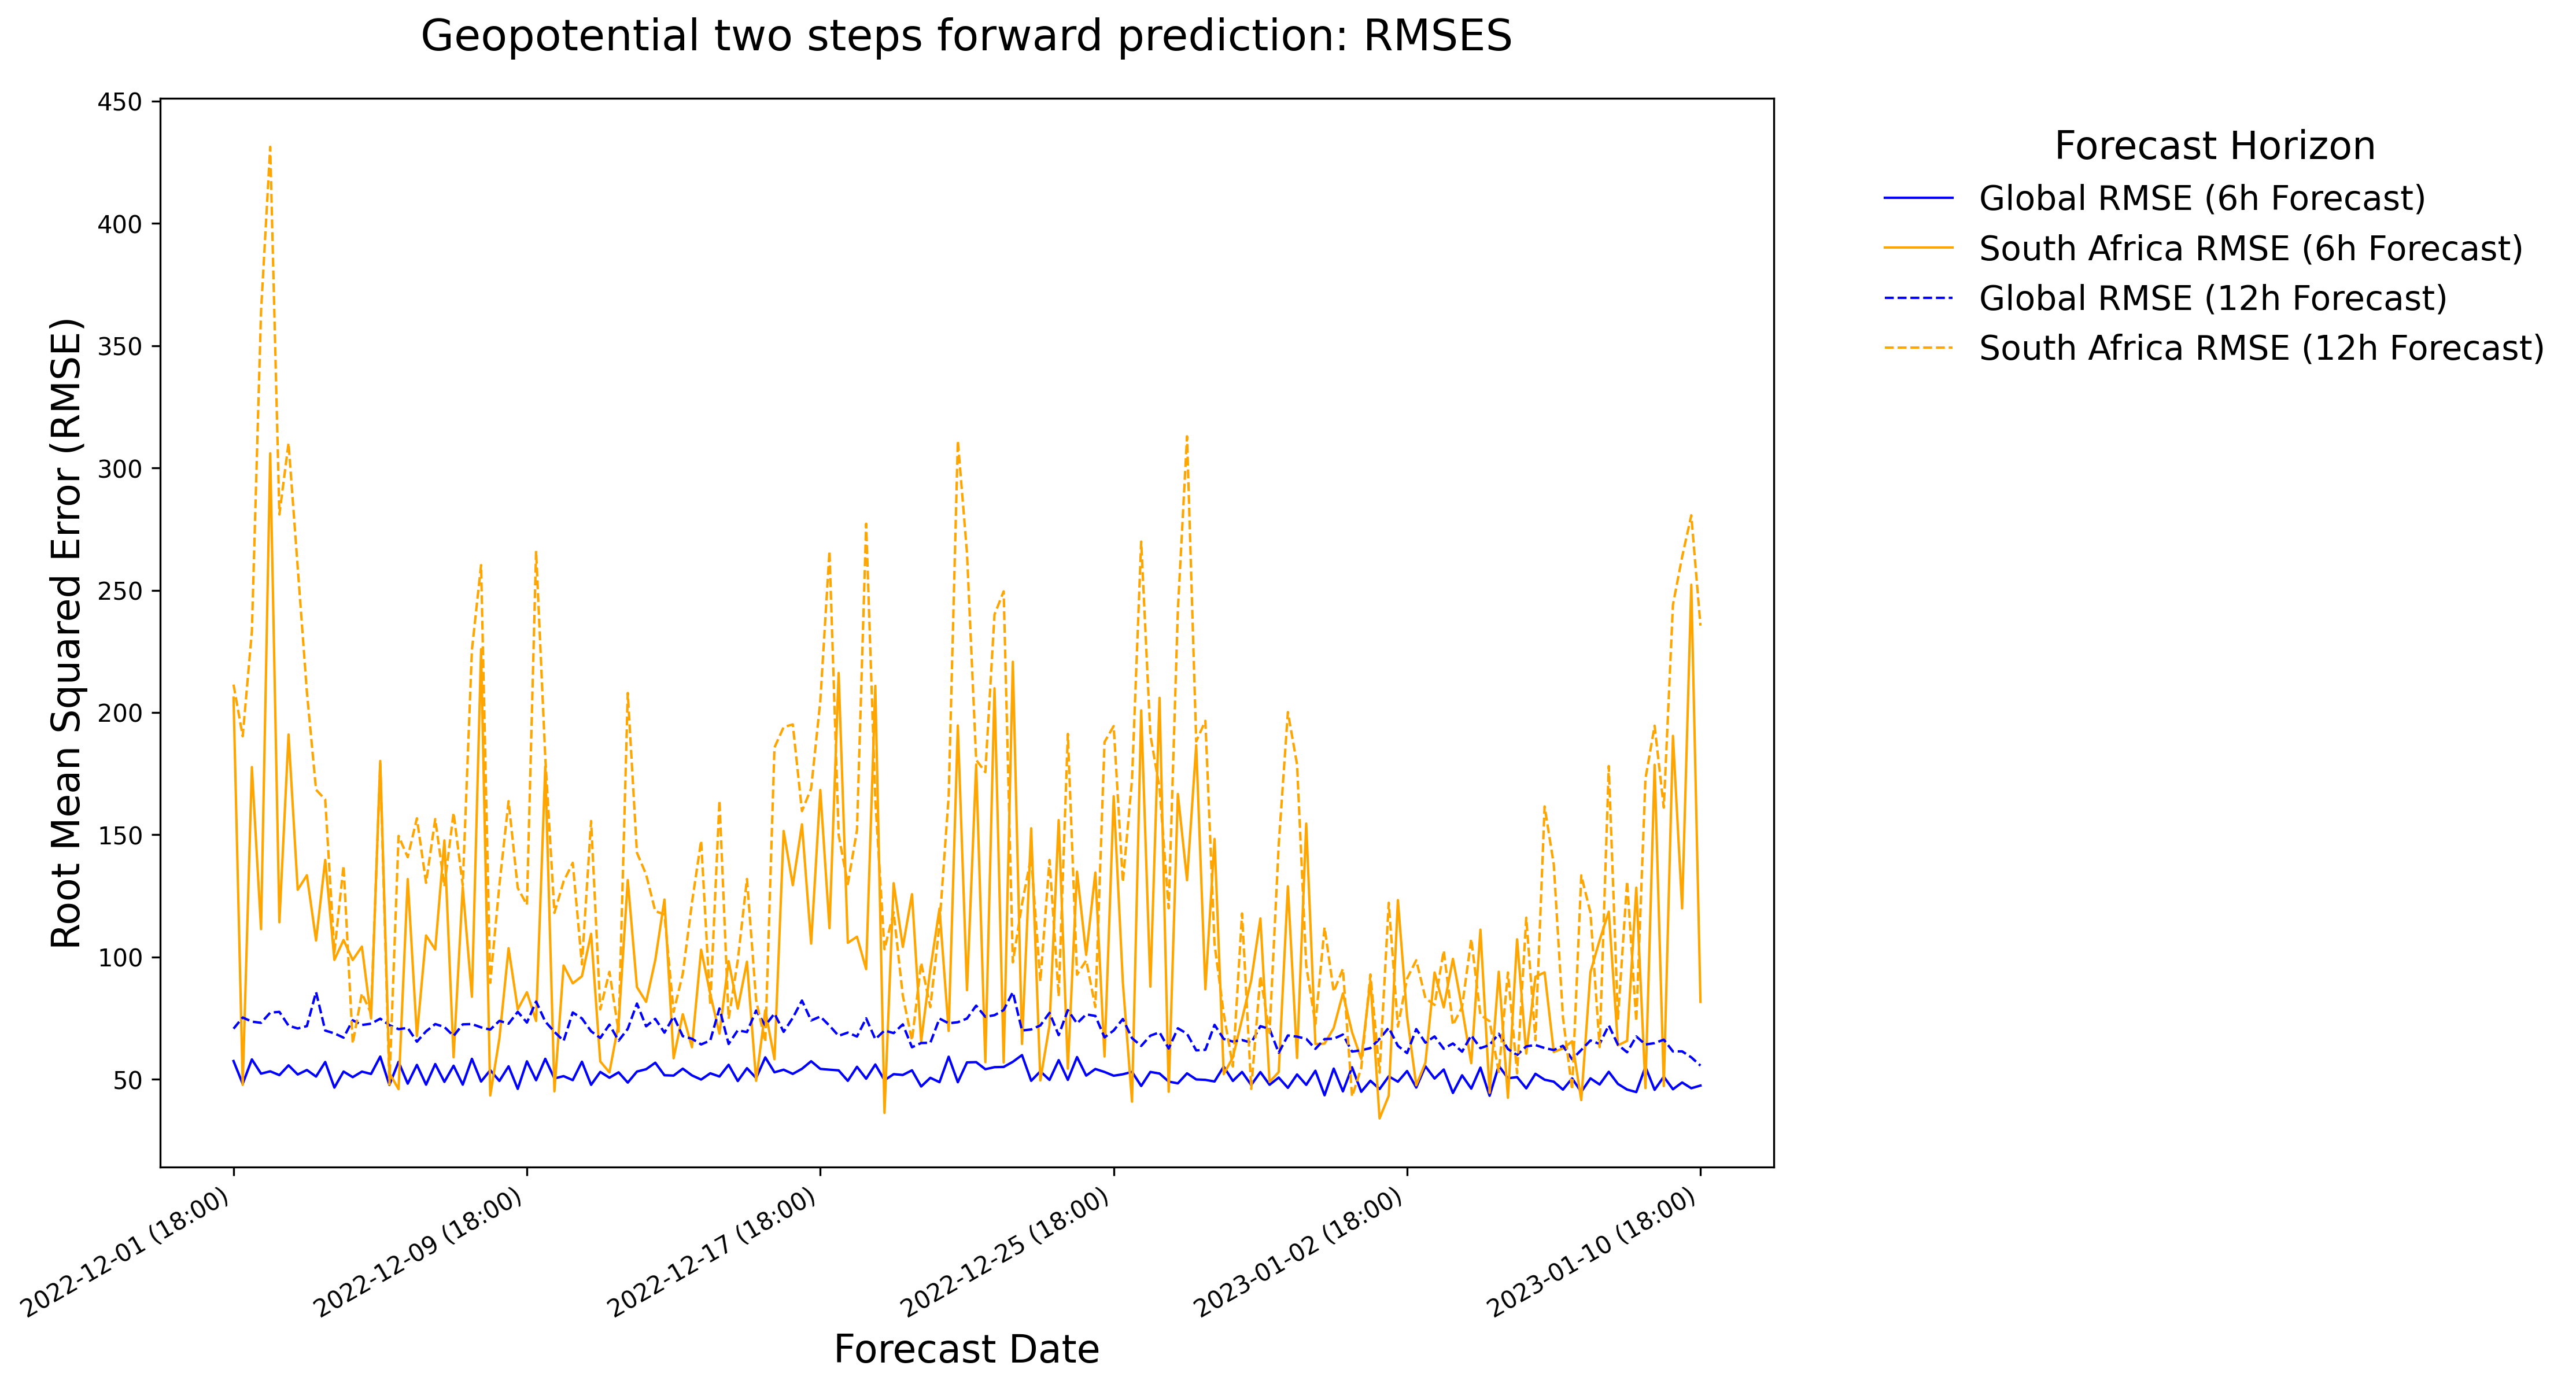 Geopotential two steps forward prediction: RMSES
Root Mean Squared Error (RMSE)
450
400
350
300
250
200
150
100
50
2022-12-01 (18:00)
2022-12-09 (18:00)
2022-12-17 (18:00)
2022-12-25 (18:00)
2023-01-02 (18:00)
2023-01-10 (18:00)
Forecast Date
Forecast Horizon
Global RMSE (6h Forecast)
South Africa RMSE (6h Forecast)
Global RMSE (12h Forecast)
South Africa RMSE (12h Forecast)